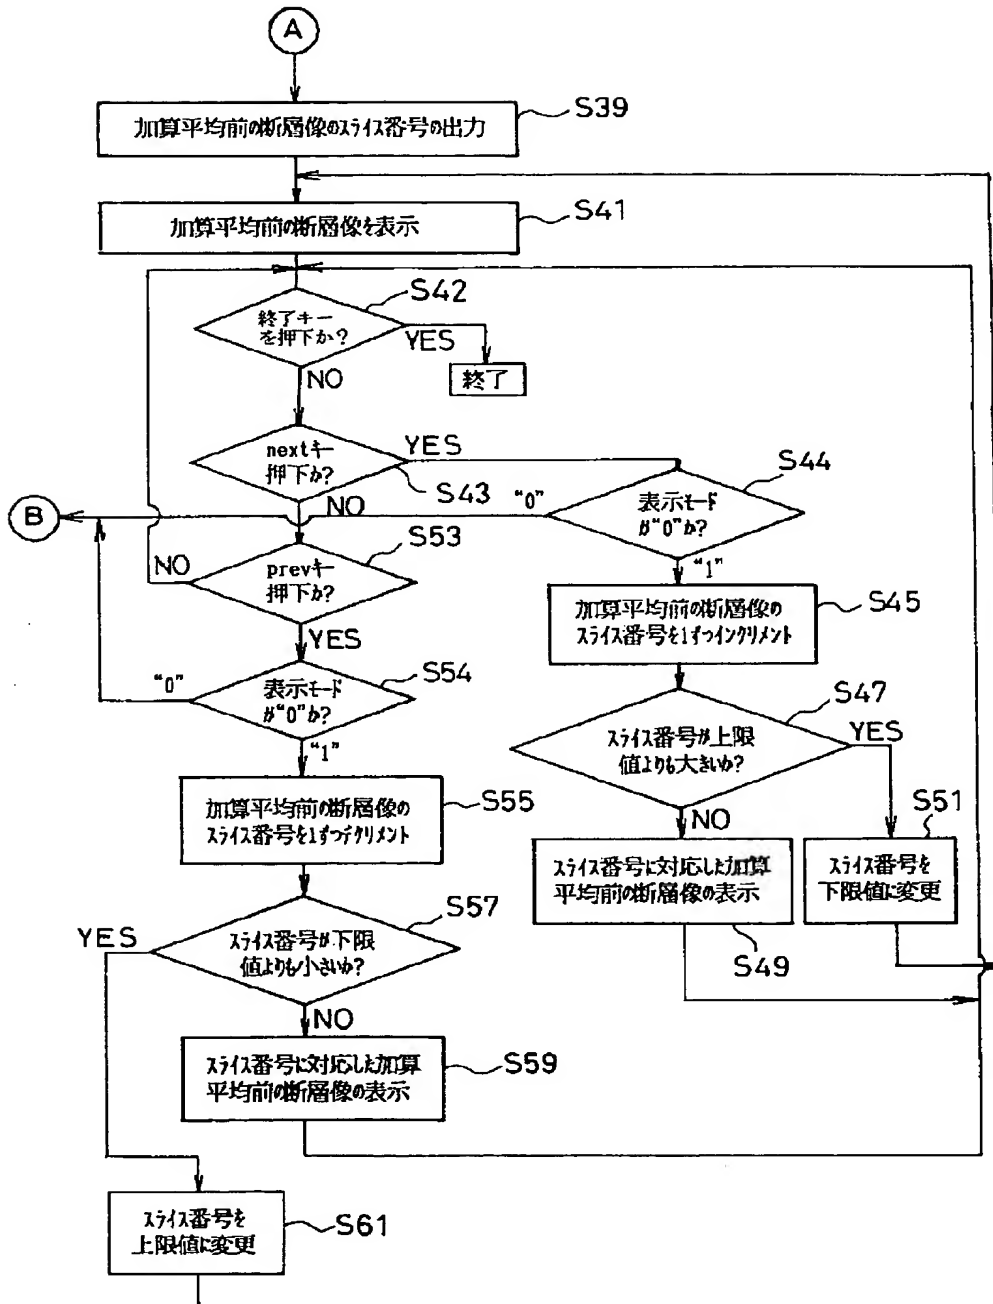 A
加算平均前の断層像のスライス番号の出力
S39
加算平均前の断層像を表示
S41
終了キー
を押下か?
S42
YES
終了
NO
nextキー
押下か?
YES
S43
NO
表示モード
が“0”か?
S44
“0”
“1”
B
prevキー
押下か?
S53
NO
YES
加算平均前の断層像の
スライス番号を1ずつインクリメント
S45
表示モード
が“0”か?
S54
“0”
“1”
スライス番号が上限
値よりも大きいか?
S47
YES
NO
加算平均前の断層像の
スライス番号を1ずつデクリメント
S55
スライス番号に対応した加算
平均前の断層像の表示
S49
スライス番号を
下限値に変更
S51
スライス番号が下限
値よりも小さいか?
S57
YES
NO
スライス番号に対応した加算
平均前の断層像の表示
S59
スライス番号を
上限値に変更
S61